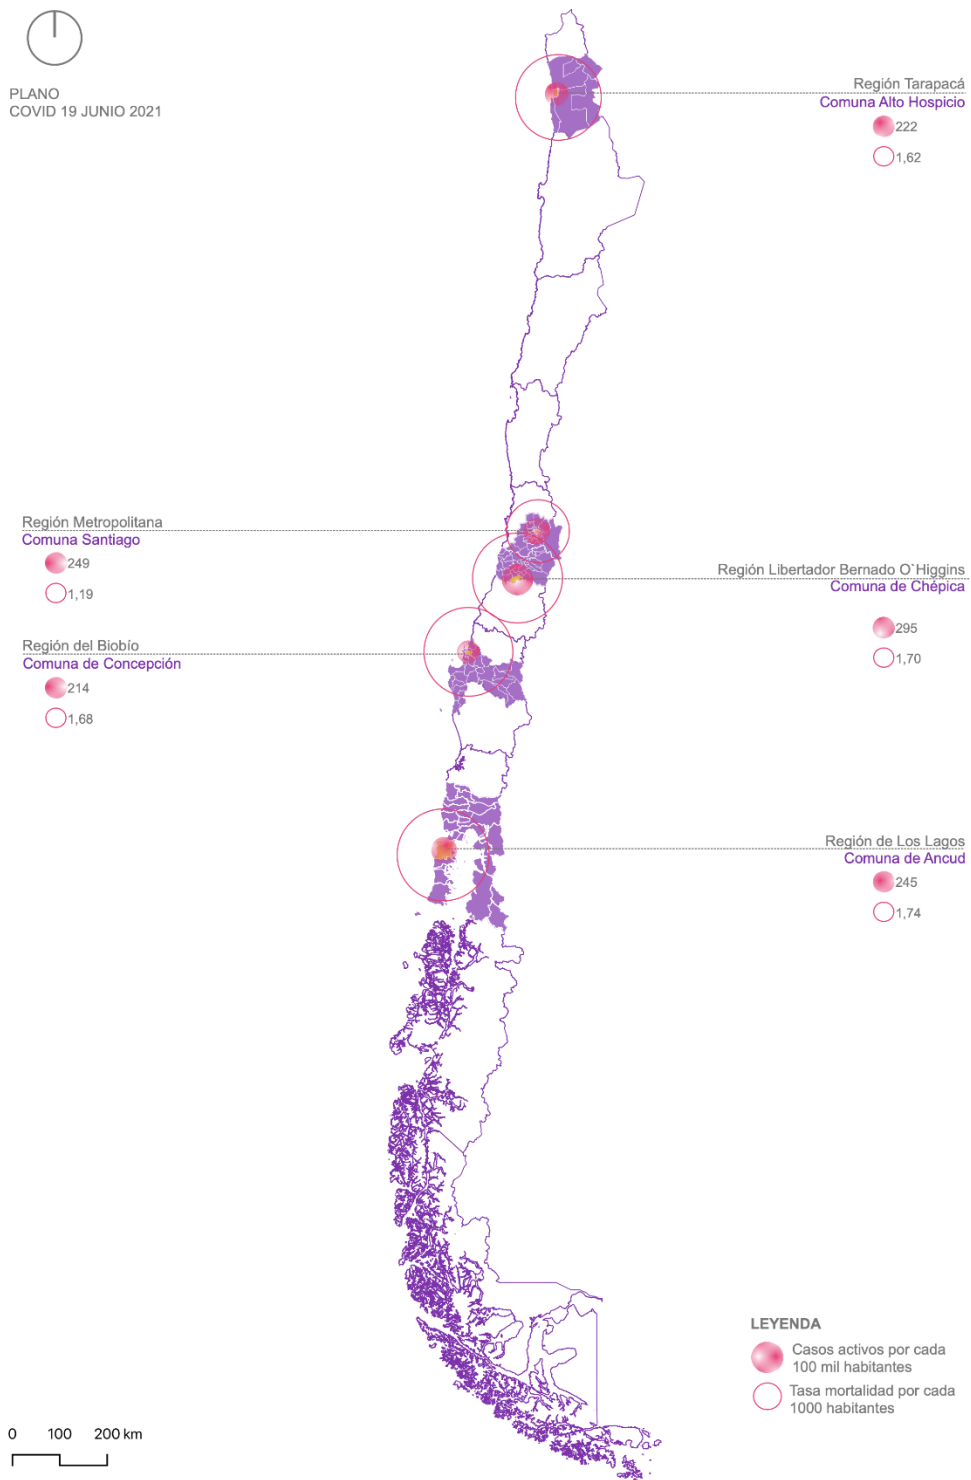 PLANO
COVID 19 JUNIO 2021
Región Tarapacá
Comuna Alto Hospicio
222
1,62
Región Metropolitana
Comuna Santiago
249
1,19
Región Libertador Bernado O`Higgins
Comuna de Chépica
295
1,70
Región del Biobío
Comuna de Concepción
214
1,68
Región de Los Lagos
Comuna de Ancud
245
1,74
LEYENDA
Casos activos por cada
100 mil habitantes
Tasa mortalidad por cada
1000 habitantes
0 100 200 km